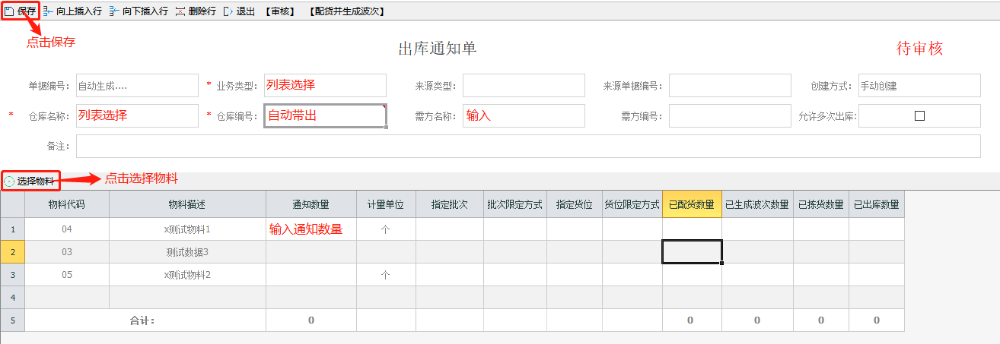 保存 向上插入行 向下插入行 删除行 退出 【审核】 【配货并生成波次】
点击保存
出库通知单 待审核
单据编号: 自动生成.... * 业务类型: 列表选择 来源类型: 来源单据编号: 创建方式: 手动创建
* 仓库名称: 列表选择 * 仓库编号: 自动带出 需方名称: 输入 需方编号: 允许多次出库:
备注:
选择物料 点击选择物料
物料代码 物料描述 通知数量 计量单位 指定批次 批次限定方式 指定货位 货位限定方式 已配货数量 已生成波次数量 已拣货数量 已出库数量
1 04 x测试物料1 输入通知数量 个
2 03 测试数据3
3 05 x测试物料2 个
4
5 合计: 0 0 0 0 0